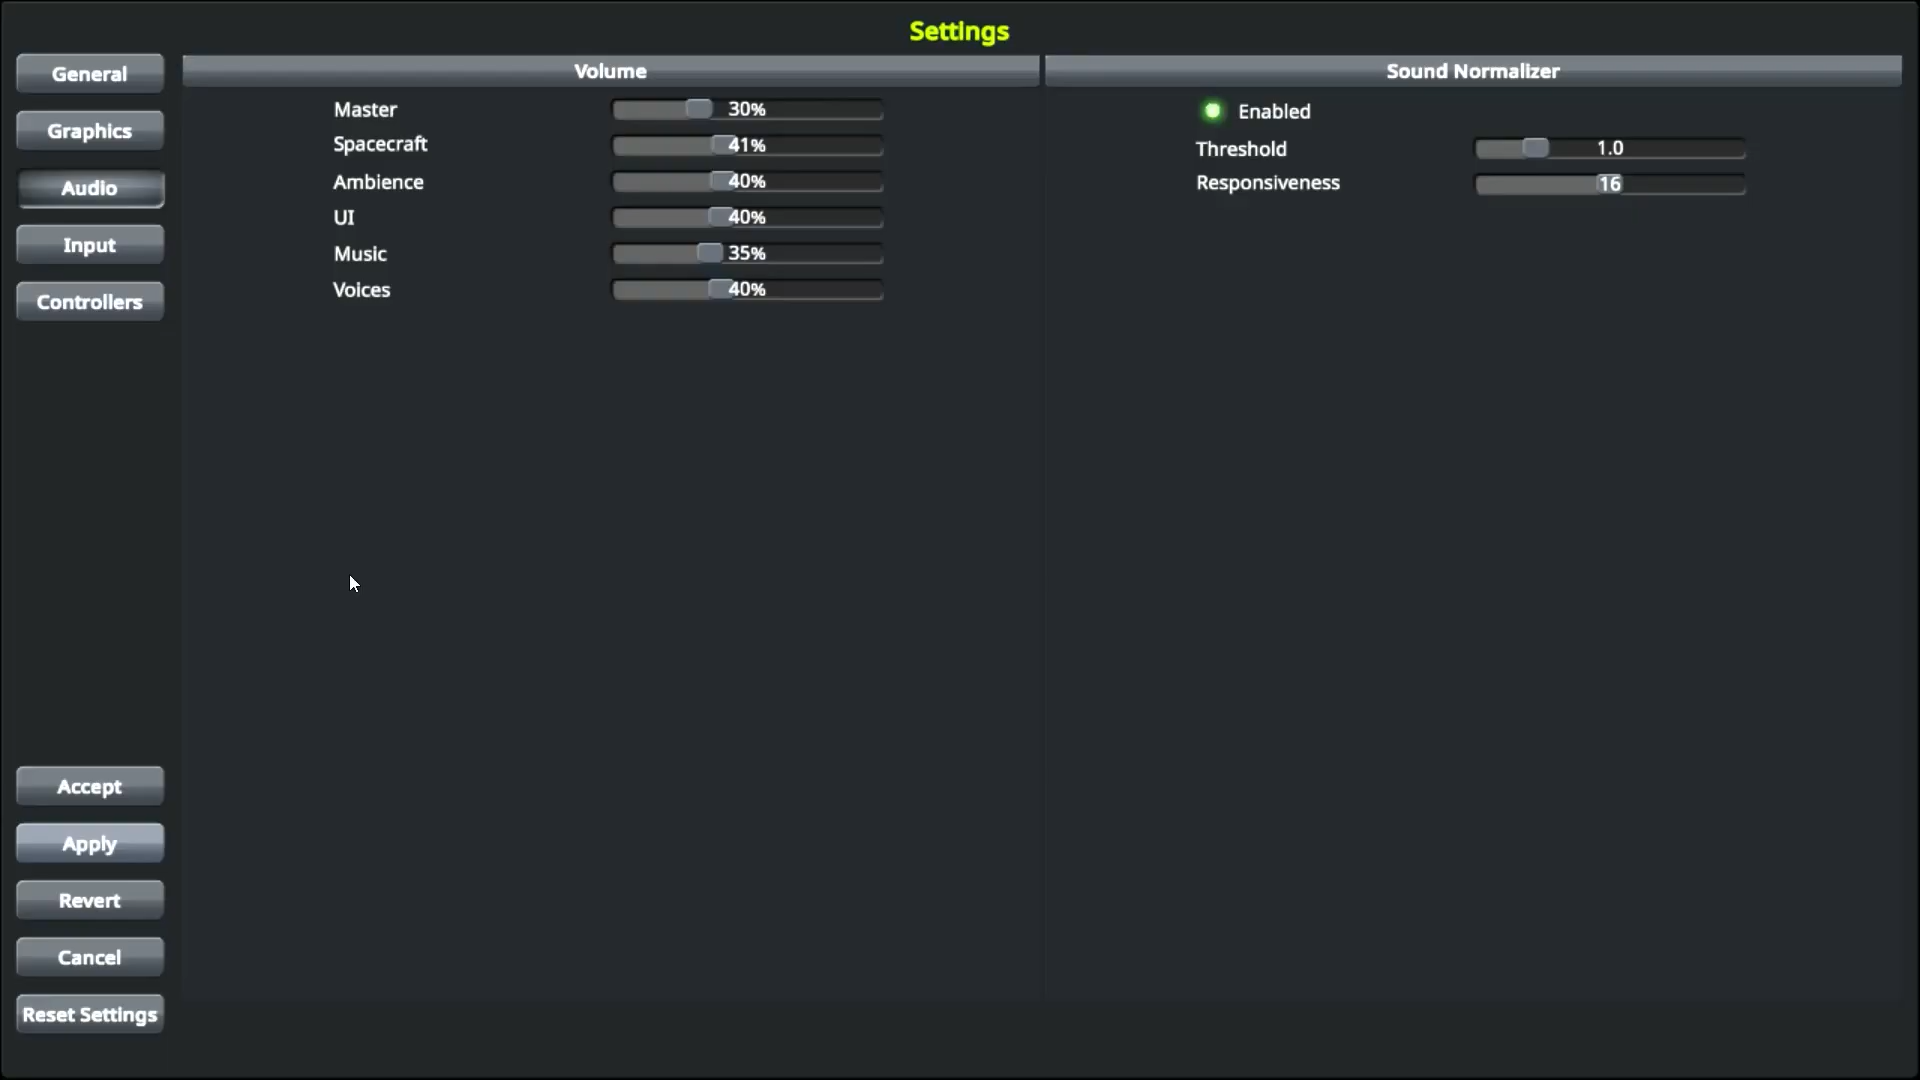 Settings
General
Graphics
Audio
Input
Controllers
Accept
Apply
Revert
Cancel
Reset Settings
Volume
Master 30%
Spacecraft 41%
Ambience 40%
UI 40%
Music 35%
Voices 40%
Sound Normalizer
Enabled
Threshold 1.0
Responsiveness 16